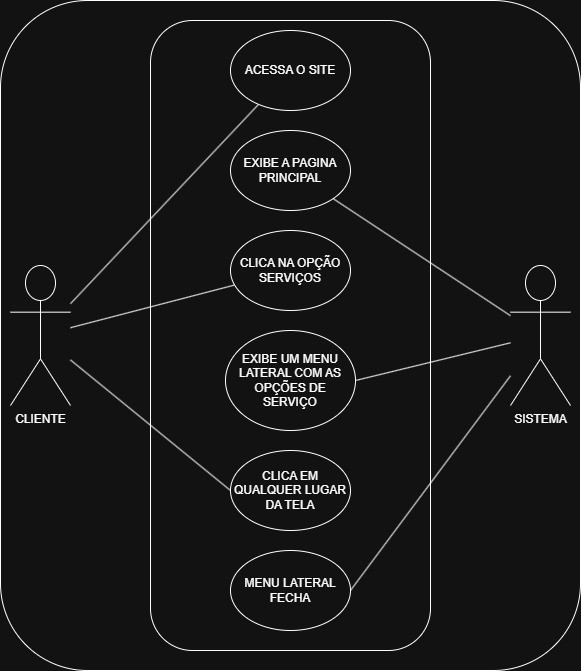 ACESSA O SITE
EXIBE A PAGINA
PRINCIPAL
CLICA NA OPÇÃO
SERVIÇOS
EXIBE UM MENU
LATERAL COM AS
OPÇÕES DE
SERVIÇO
CLIENTE
SISTEMA
CLICA EM
QUALQUER LUGAR
DA TELA
MENU LATERAL
FECHA